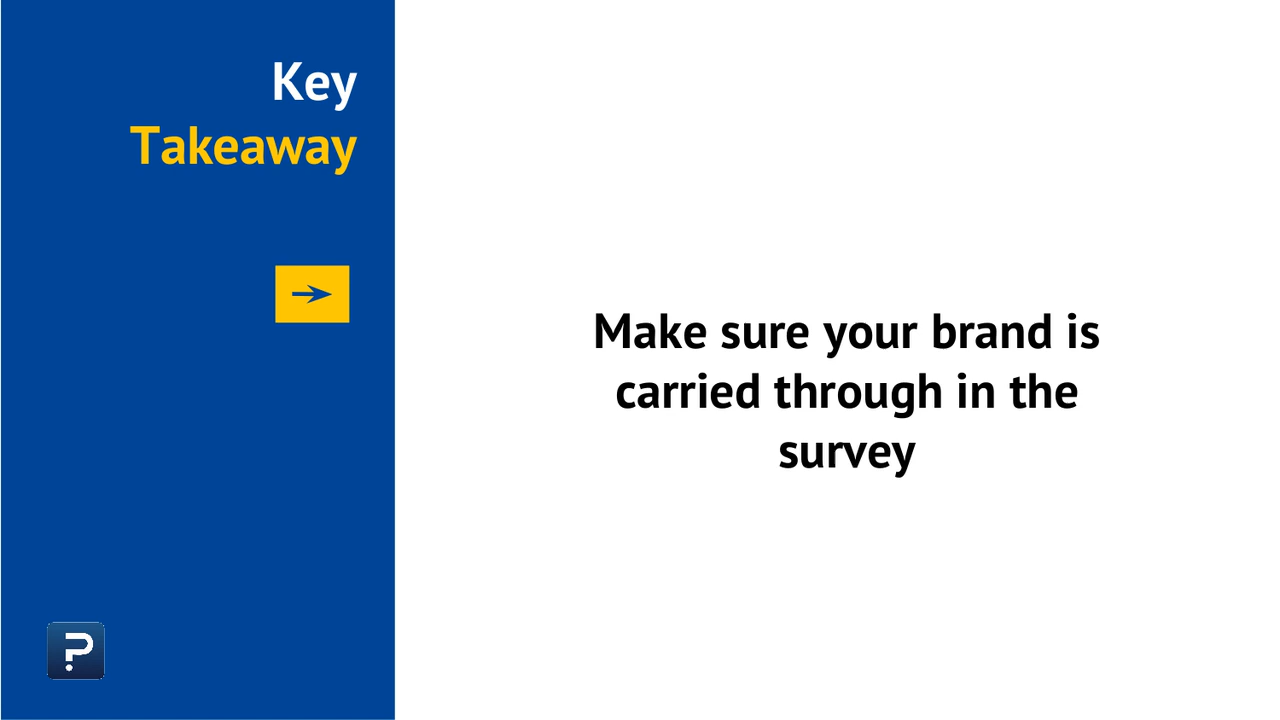 Key
Takeaway
Make sure your brand is
carried through in the
survey